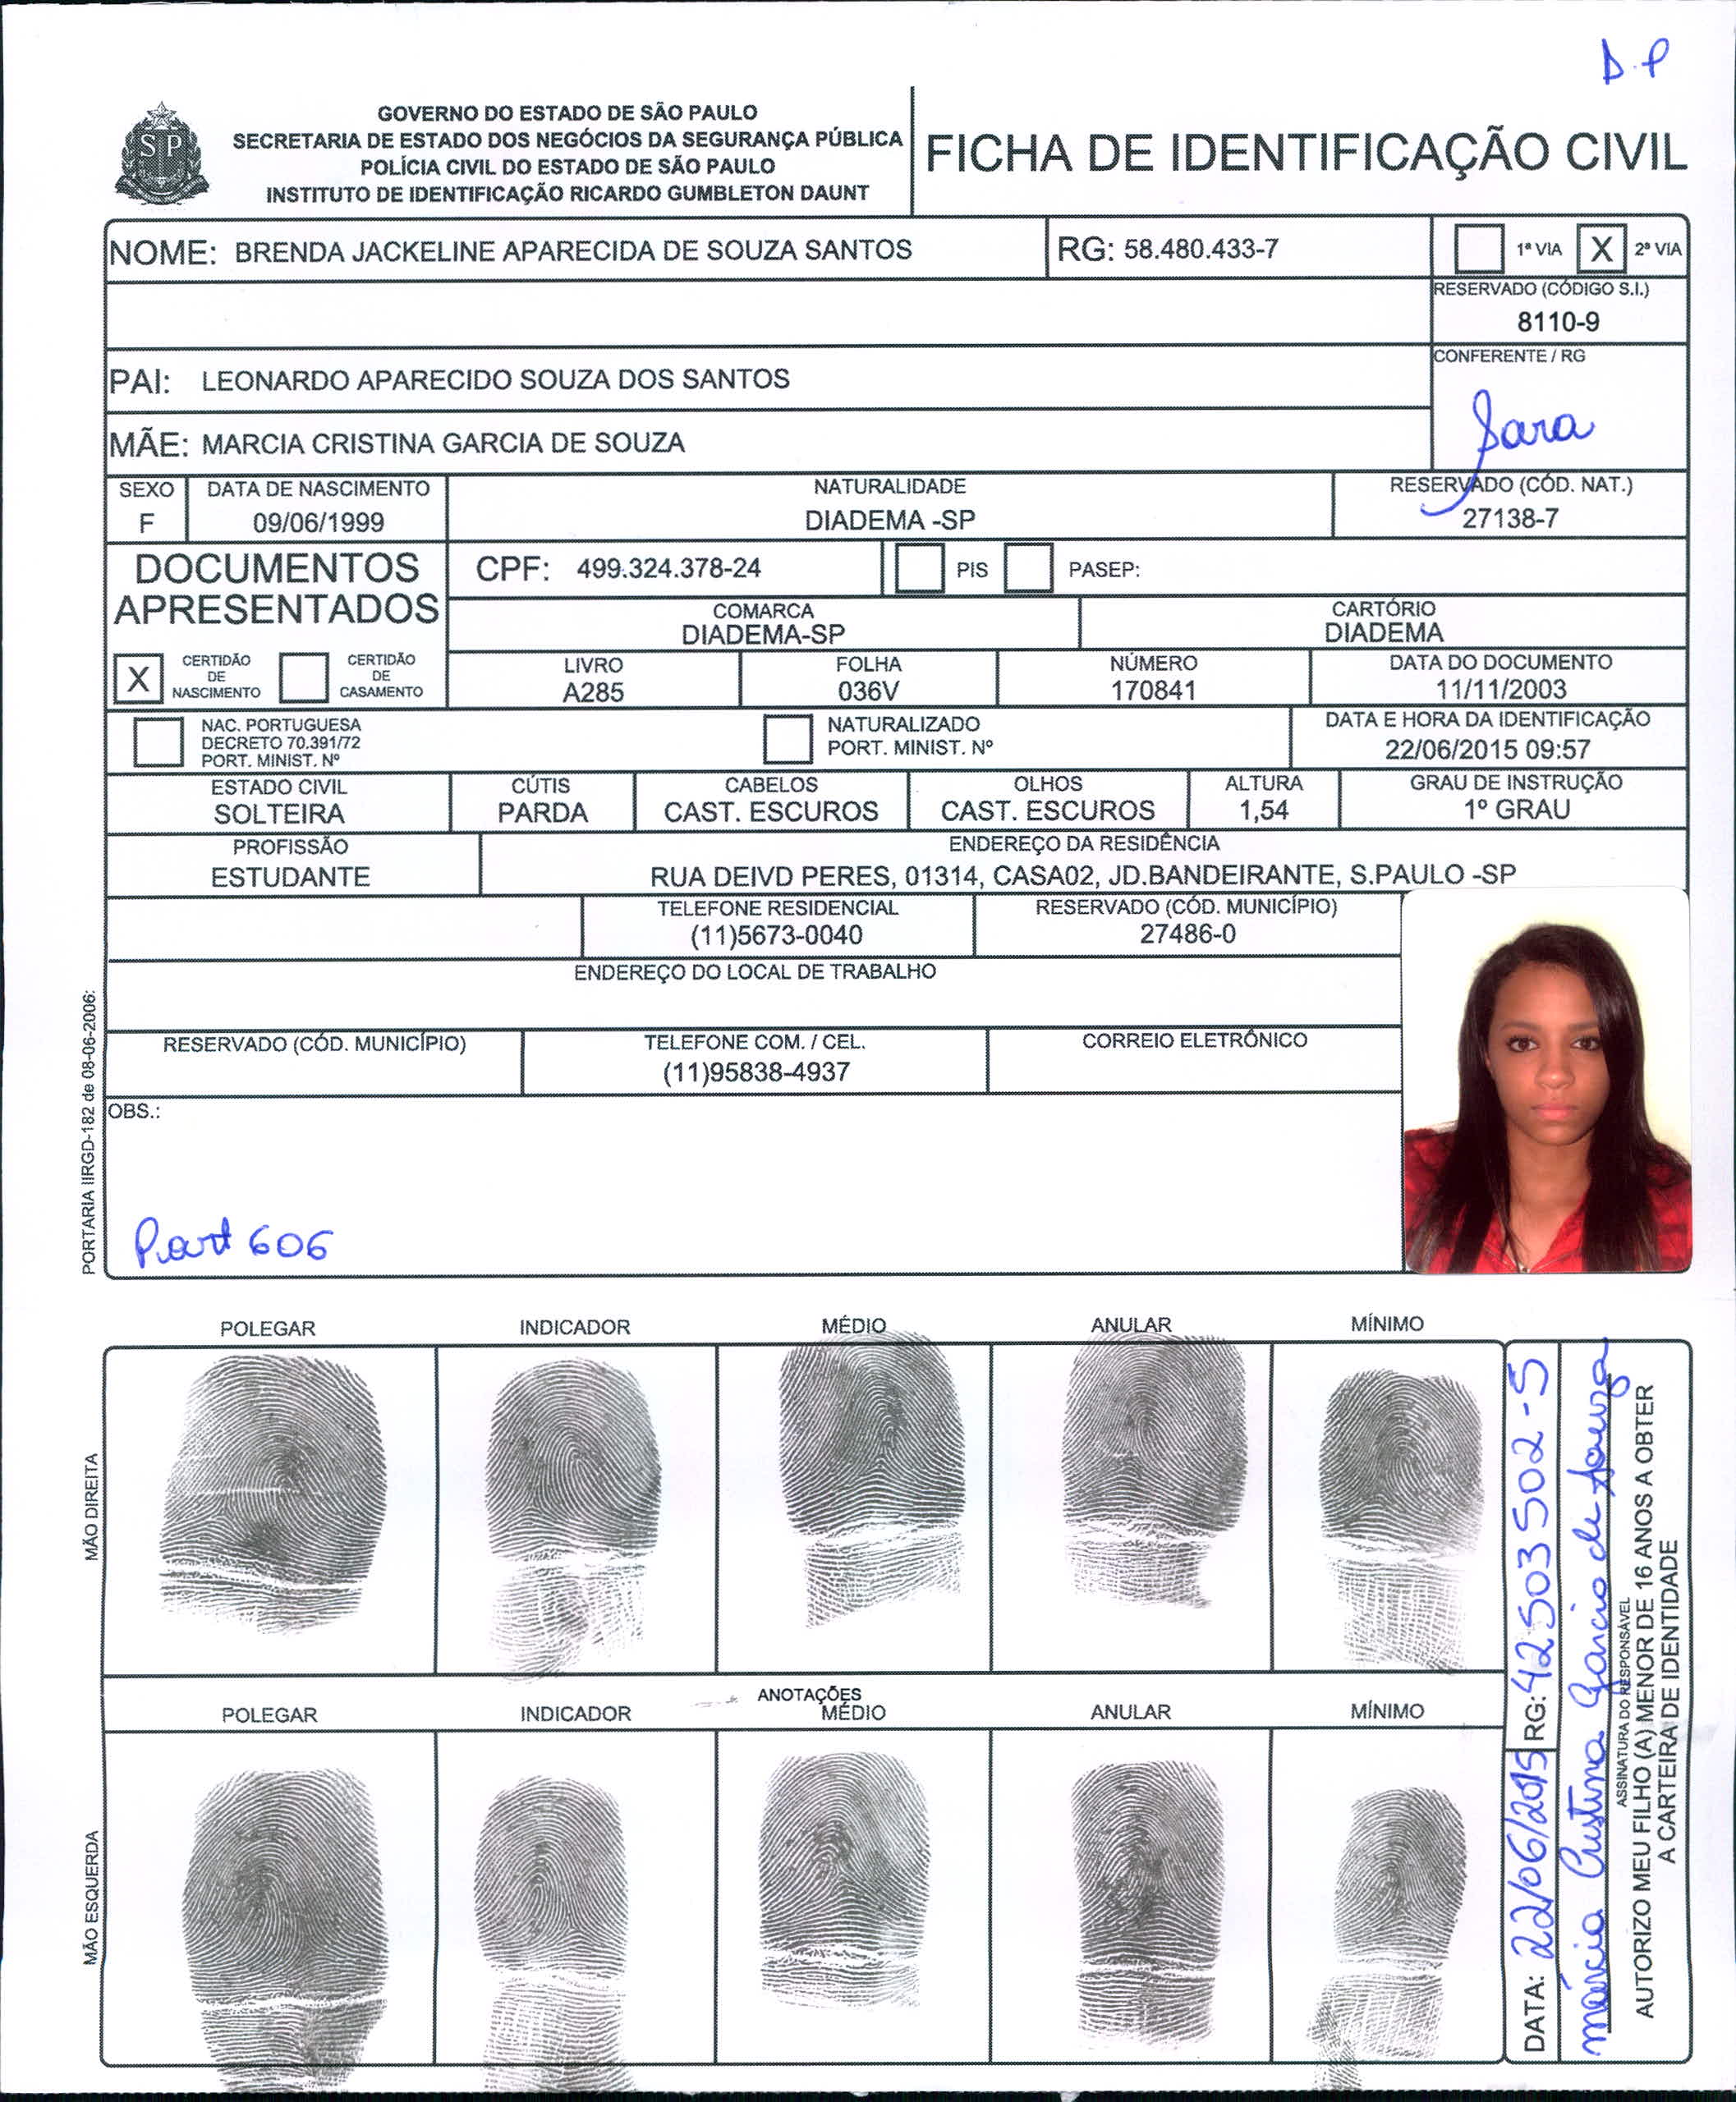 D.P
GOVERNO DO ESTADO DE SÃO PAULO
SECRETARIA DE ESTADO DOS NEGÓCIOS DA SEGURANÇA PÚBLICA
POLÍCIA CIVIL DO ESTADO DE SÃO PAULO
INSTITUTO DE IDENTIFICAÇÃO RICARDO GUMBLETON DAUNT
SP
FICHA DE IDENTIFICAÇÃO CIVIL
NOME: BRENDA JACKELINE APARECIDA DE SOUZA SANTOS
RG: 58.480.433-7
1ª VIA X 2ª VIA
RESERVADO (CÓDIGO S.I.)
8110-9
PAI: LEONARDO APARECIDO SOUZA DOS SANTOS
CONFERENTE / RG
Sara
MÃE: MARCIA CRISTINA GARCIA DE SOUZA
SEXO
F
DATA DE NASCIMENTO
09/06/1999
NATURALIDADE
DIADEMA -SP
RESERVADO (CÓD. NAT.)
27138-7
DOCUMENTOS
APRESENTADOS
CPF: 499.324.378-24
PIS
PASEP:
COMARCA
DIADEMA-SP
CARTÓRIO
DIADEMA
X
CERTIDÃO
DE
NASCIMENTO
CERTIDÃO
DE
CASAMENTO
LIVRO
A285
FOLHA
036V
NÚMERO
170841
DATA DO DOCUMENTO
11/11/2003
NAC. PORTUGUESA
DECRETO 70.391/72
PORT. MINIST. Nº
NATURALIZADO
PORT. MINIST. Nº
DATA E HORA DA IDENTIFICAÇÃO
22/06/2015 09:57
ESTADO CIVIL
SOLTEIRA
CÚTIS
PARDA
CABELOS
CAST. ESCUROS
OLHOS
CAST. ESCUROS
ALTURA
1,54
GRAU DE INSTRUÇÃO
1º GRAU
PROFISSÃO
ESTUDANTE
ENDEREÇO DA RESIDÊNCIA
RUA DEIVD PERES, 01314, CASA02, JD.BANDEIRANTE, S.PAULO -SP
TELEFONE RESIDENCIAL
(11)5673-0040
RESERVADO (CÓD. MUNICÍPIO)
27486-0
ENDEREÇO DO LOCAL DE TRABALHO
RESERVADO (CÓD. MUNICÍPIO)
TELEFONE COM. / CEL.
(11)95838-4937
CORREIO ELETRÔNICO
OBS.:
Part 606
PORTARIA IIRGD-182 de 08-06-2006:
POLEGAR INDICADOR MÉDIO ANULAR MÍNIMO
MÃO DIREITA
ANOTAÇÕES
POLEGAR INDICADOR MÉDIO ANULAR MÍNIMO
MÃO ESQUERDA
DATA: 22/06/2015 RG: 42 503 502-5
márcia Cristina Garcia de Souza
ASSINATURA DO RESPONSÁVEL
AUTORIZO MEU FILHO (A) MENOR DE 16 ANOS A OBTER
A CARTEIRA DE IDENTIDADE